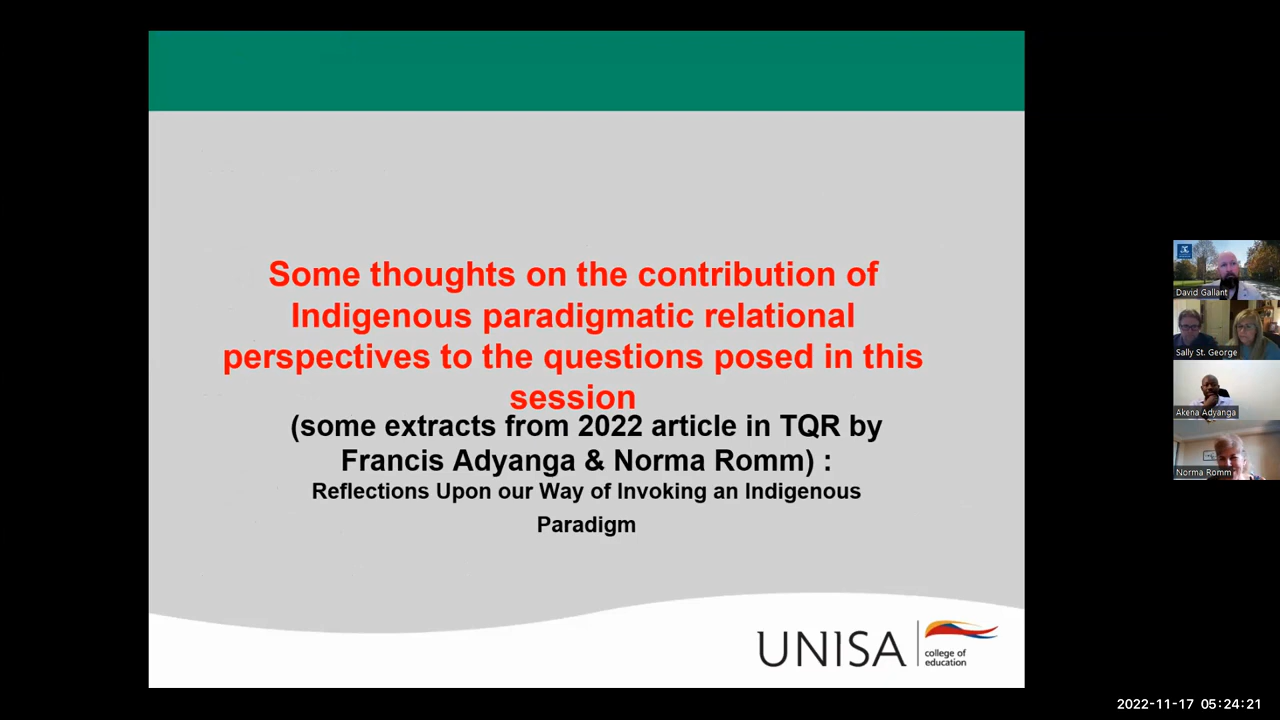 Some thoughts on the contribution of
Indigenous paradigmatic relational
perspectives to the questions posed in this
session
(some extracts from 2022 article in TQR by
Francis Adyanga & Norma Romm) :
Reflections Upon our Way of Invoking an Indigenous
Paradigm
UNISA
college of
education
David Gallant
Sally St. George
Akena Adyanga
Norma Romm
2022-11-17 05:24:21